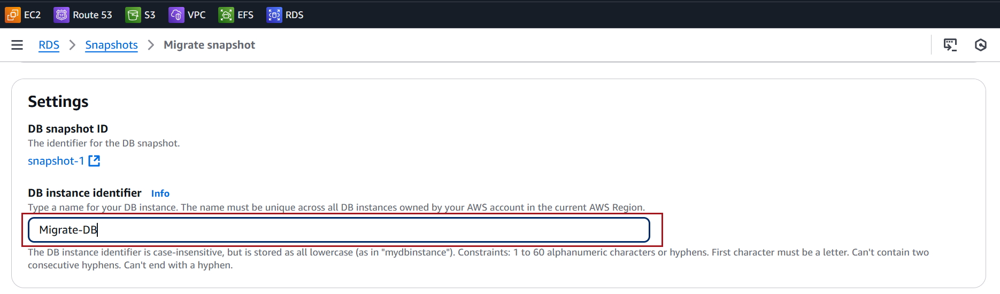 EC2 Route 53 S3 VPC EFS RDS
RDS Snapshots Migrate snapshot
Settings
DB snapshot ID
The identifier for the DB snapshot.
snapshot-1
DB instance identifier Info
Type a name for your DB instance. The name must be unique across all DB instances owned by your AWS account in the current AWS Region.
Migrate-DB
The DB instance identifier is case-insensitive, but is stored as all lowercase (as in "mydbinstance"). Constraints: 1 to 60 alphanumeric characters or hyphens. First character must be a letter. Can't contain two
consecutive hyphens. Can't end with a hyphen.